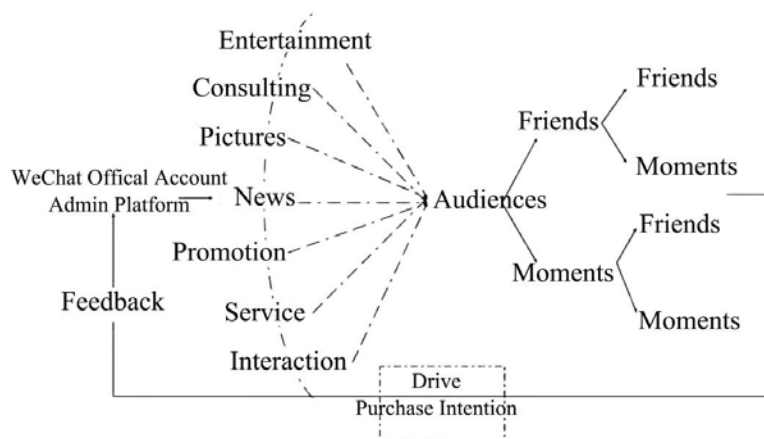 Entertainment
Consulting
Pictures
WeChat Offical Account
Admin Platform
News
Promotion
Service
Interaction
Feedback
Audiences
Friends
Moments
Friends
Moments
Friends
Moments
Drive
Purchase Intention